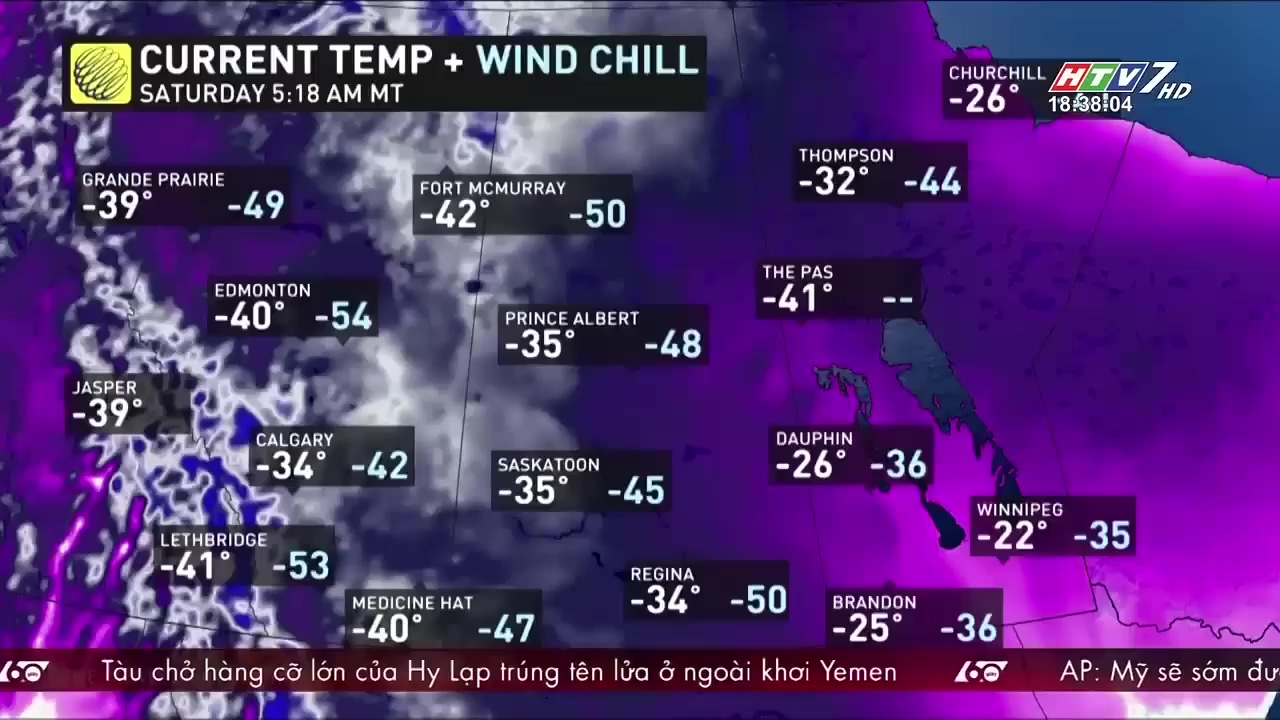 CURRENT TEMP + WIND CHILL
SATURDAY 5:18 AM MT
CHURCHILL
-26°
HTV7 HD
18:38:04
GRANDE PRAIRIE
-39° -49
FORT MCMURRAY
-42° -50
THOMPSON
-32° -44
THE PAS
-41° --
EDMONTON
-40° -54
PRINCE ALBERT
-35° -48
JASPER
-39°
CALGARY
-34° -42
SASKATOON
-35° -45
DAUPHIN
-26° -36
WINNIPEG
-22° -35
LETHBRIDGE
-41° -53
REGINA
-34° -50
MEDICINE HAT
-40° -47
BRANDON
-25° -36
60 Tàu chở hàng cỡ lớn của Hy Lạp trúng tên lửa ở ngoài khơi Yemen 60 AP: Mỹ sẽ sớm đư